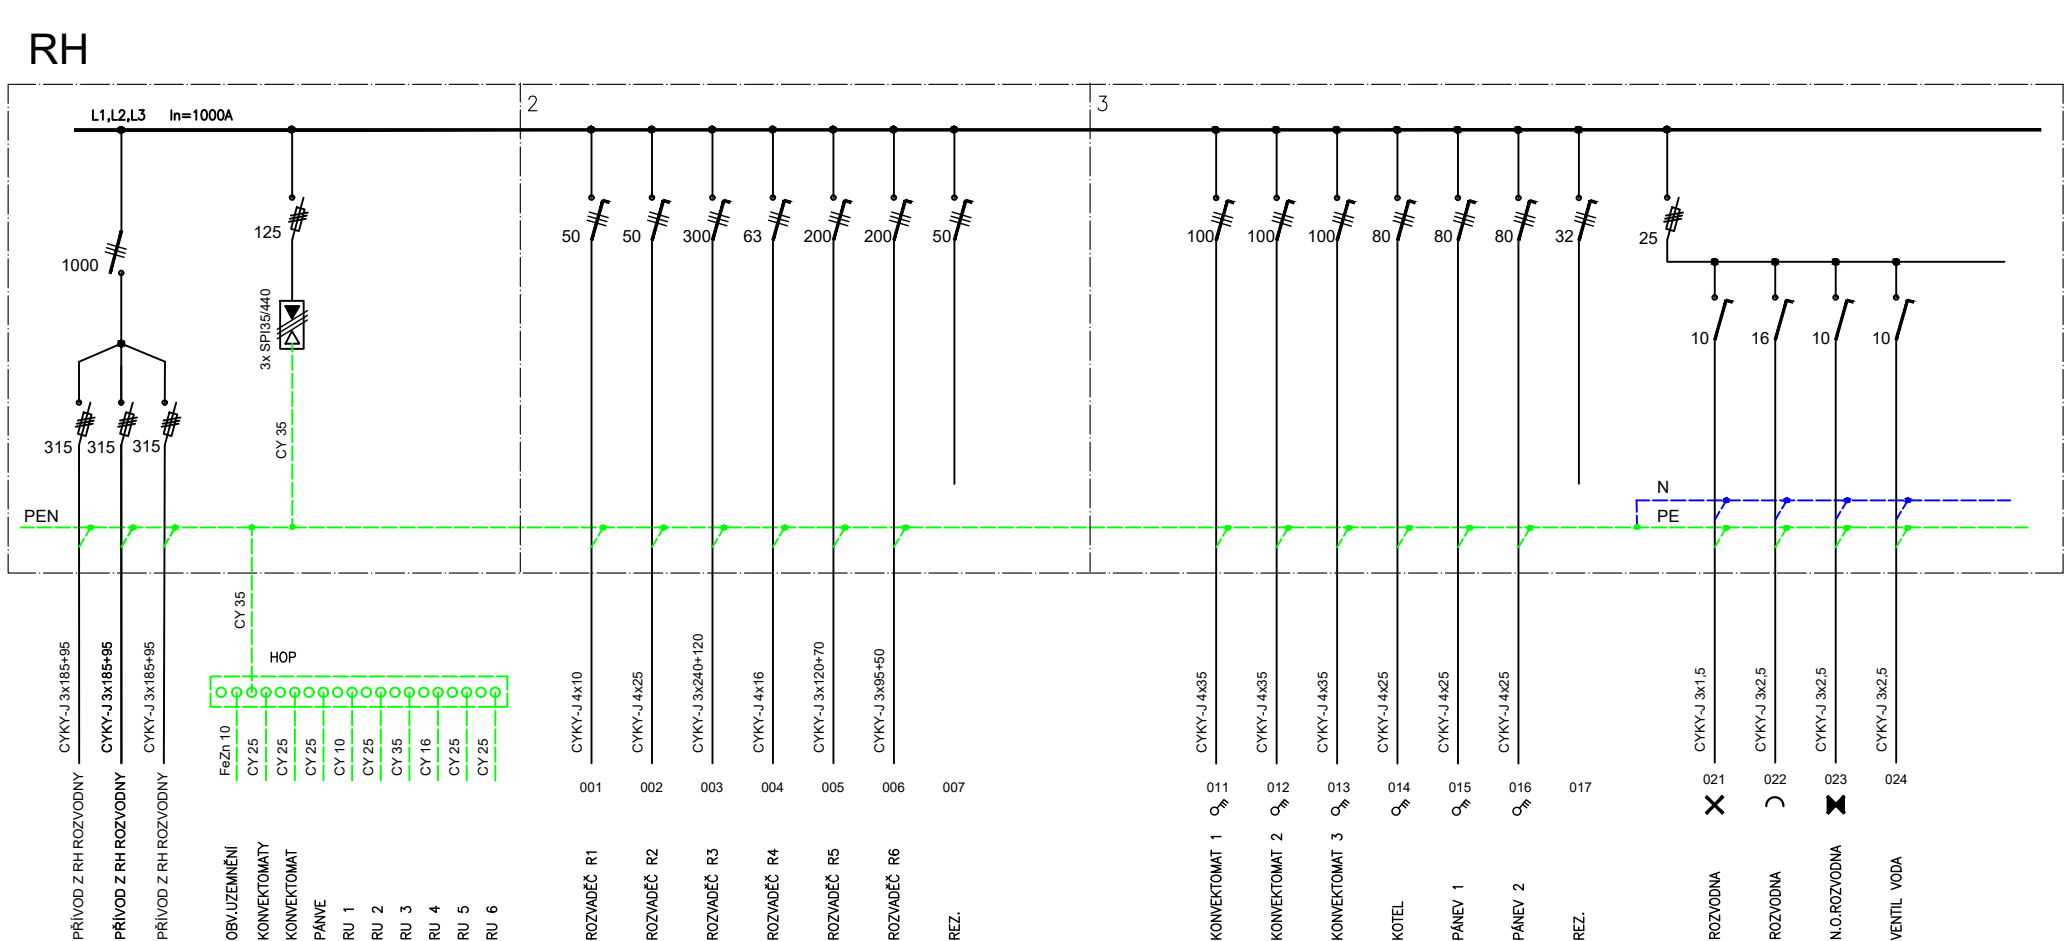 RH
L1,L2,L3 In=1000A
2
3
1000
125
3x SPI35/440
CY 35
315 315 315
50 50 300 63 200 200 50
100 100 100 80 80 80 32
25
10 16 10 10
PEN
N
PE
CY 35
HOP
CYKY-J 3x185+95
CYKY-J 3x185+95
CYKY-J 3x185+95
PŘÍVOD Z RH ROZVODNY
PŘÍVOD Z RH ROZVODNY
PŘÍVOD Z RH ROZVODNY
FeZn 10
CY 25
CY 25
CY 25
CY 10
CY 25
CY 35
CY 16
CY 25
CY 25
OBV.UZEMNĚNÍ
KONVEKTOMATY
KONVEKTOMAT
PÁNVE
RU 1
RU 2
RU 3
RU 4
RU 5
RU 6
CYKY-J 4x10
CYKY-J 4x25
CYKY-J 3x240+120
CYKY-J 4x16
CYKY-J 3x120+70
CYKY-J 3x95+50
001 002 003 004 005 006 007
ROZVADĚČ R1
ROZVADĚČ R2
ROZVADĚČ R3
ROZVADĚČ R4
ROZVADĚČ R5
ROZVADĚČ R6
REZ.
CYKY-J 4x35
CYKY-J 4x35
CYKY-J 4x35
CYKY-J 4x25
CYKY-J 4x25
CYKY-J 4x25
011 012 013 014 015 016 017
KONVEKTOMAT 1
KONVEKTOMAT 2
KONVEKTOMAT 3
KOTEL
PÁNEV 1
PÁNEV 2
REZ.
CYKY-J 3x1,5
CYKY-J 3x2,5
CYKY-J 3x2,5
CYKY-J 3x2,5
021 022 023 024
ROZVODNA
ROZVODNA
N.O.ROZVODNA
VENTIL VODA